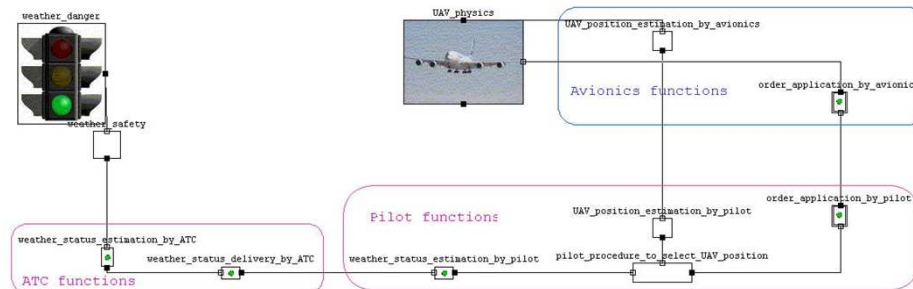 weather_danger
UAV_physics
UAV_position_estimation_by_avionics
Avionics functions
order_application_by_avionic
weather_safety
Pilot functions
order_application_by_pilot
UAV_position_estimation_by_pilot
weather_status_estimation_by_ATC
weather_status_delivery_by_ATC
weather_status_estimation_by_pilot
pilot_procedure_to_select_UAV_position
ATC functions